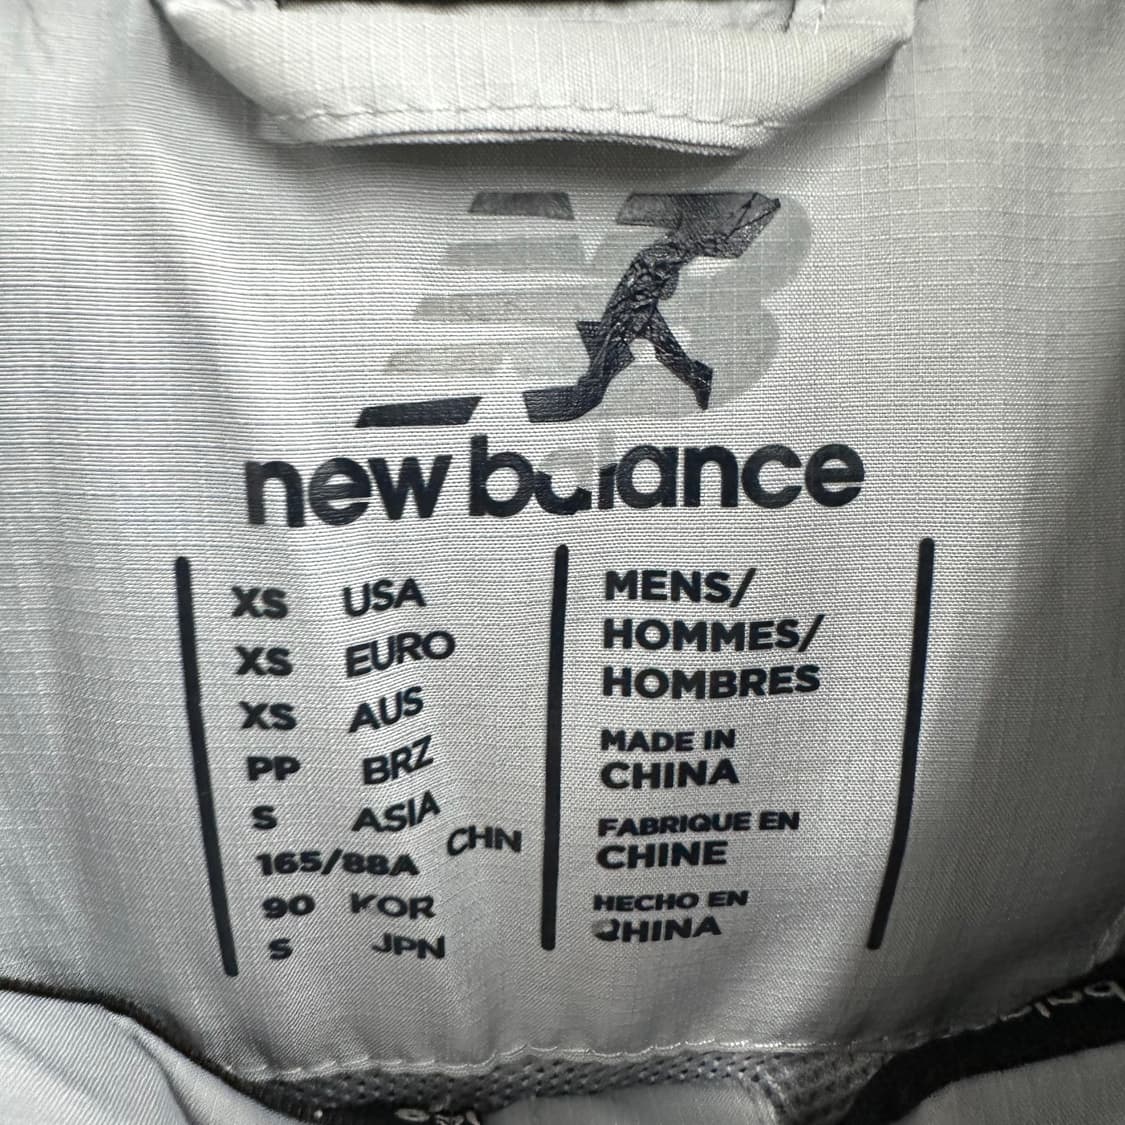 new balance
XS USA
XS EURO
XS AUS
PP BRZ
S ASIA
165/88A CHN
90 KOR
S JPN
MENS/
HOMMES/
HOMBRES
MADE IN
CHINA
FABRIQUE EN
CHINE
HECHO EN
CHINA